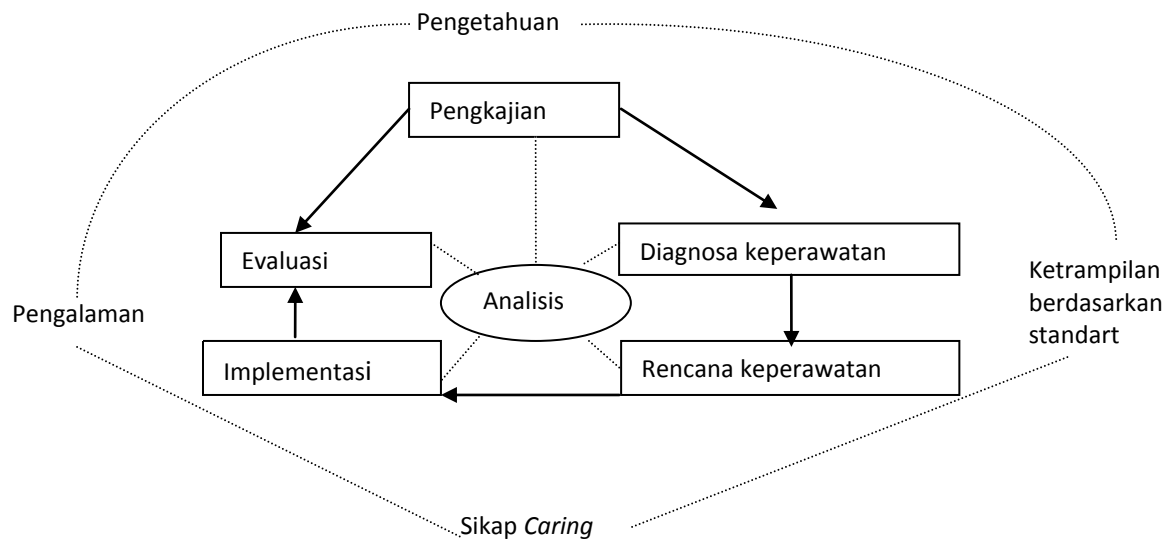 Pengetahuan
Pengkajian
Evaluasi
Diagnosa keperawatan
Analisis
Pengalaman
Ketrampilan
berdasarkan
standart
Implementasi
Rencana keperawatan
Sikap Caring